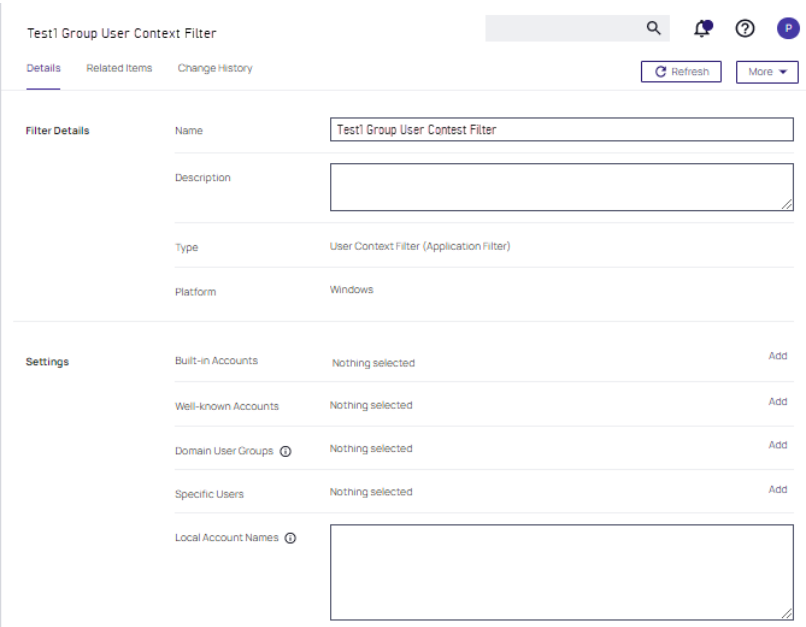 Test1 Group User Context Filter
P
Details Related Items Change History
Refresh More
Filter Details
Name Test1 Group User Contest Filter
Description
Type User Context Filter (Application Filter)
Platform Windows
Settings
Built-in Accounts Nothing selected Add
Well-known Accounts Nothing selected Add
Domain User Groups Nothing selected Add
Specific Users Nothing selected Add
Local Account Names